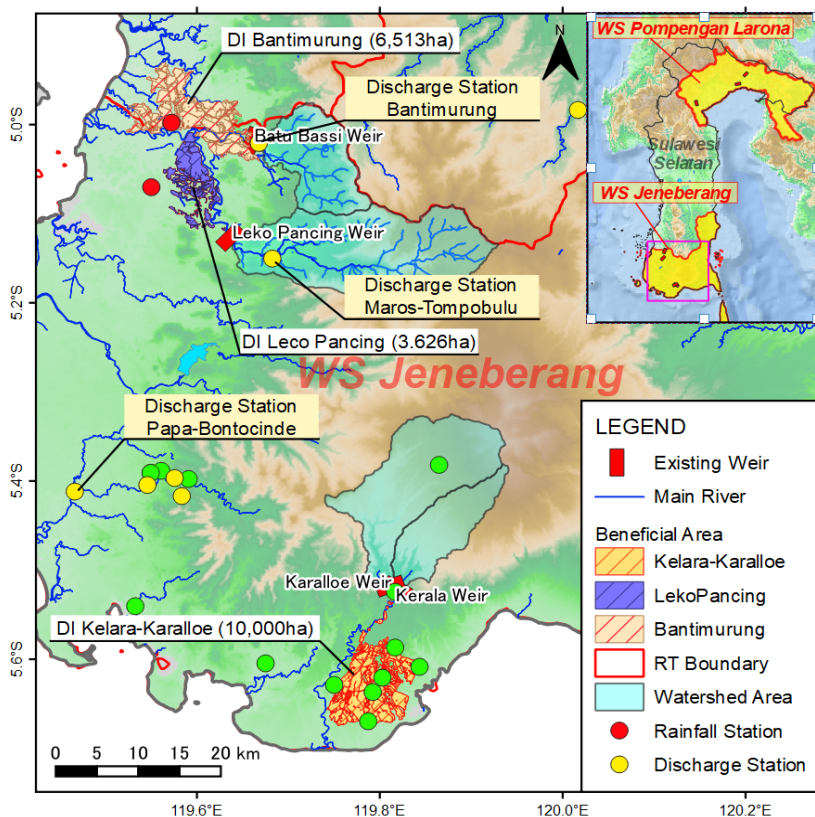 DI Bantimurung (6,513ha)
Discharge Station
Bantimurung
N
Batu Bassi Weir
Leko Pancing Weir
Discharge Station
Maros-Tompobulu
DI Leco Pancing (3.626ha)
WS Jeneberang
Discharge Station
Papa-Bontocinde
Karalloe Weir
Kerala Weir
DI Kelara-Karalloe (10,000ha)
0 5 10 15 20 km
5.0°S
5.2°S
5.4°S
5.6°S
119.6°E
119.8°E
120.0°E
120.2°E
WS Pompengan Larona
Sulawesi
Selatan
WS Jeneberang
LEGEND
Existing Weir
Main River
Beneficial Area
Kelara-Karalloe
LekoPancing
Bantimurung
RT Boundary
Watershed Area
Rainfall Station
Discharge Station